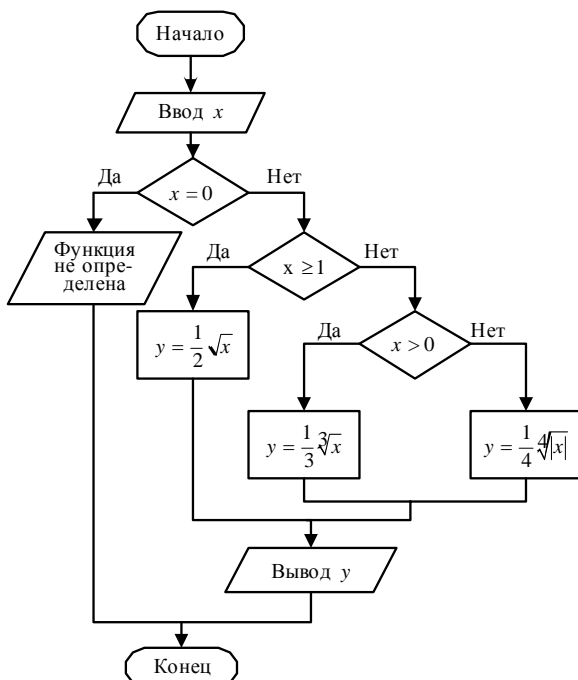 Начало
Ввод x
Да
Нет
x = 0
Функция
не опре-
делена
Да
Нет
x ≥ 1
y = 1/2 √x
Да
Нет
x > 0
y = 1/3 ∛x
y = 1/4 ∜|x|
Вывод y
Конец